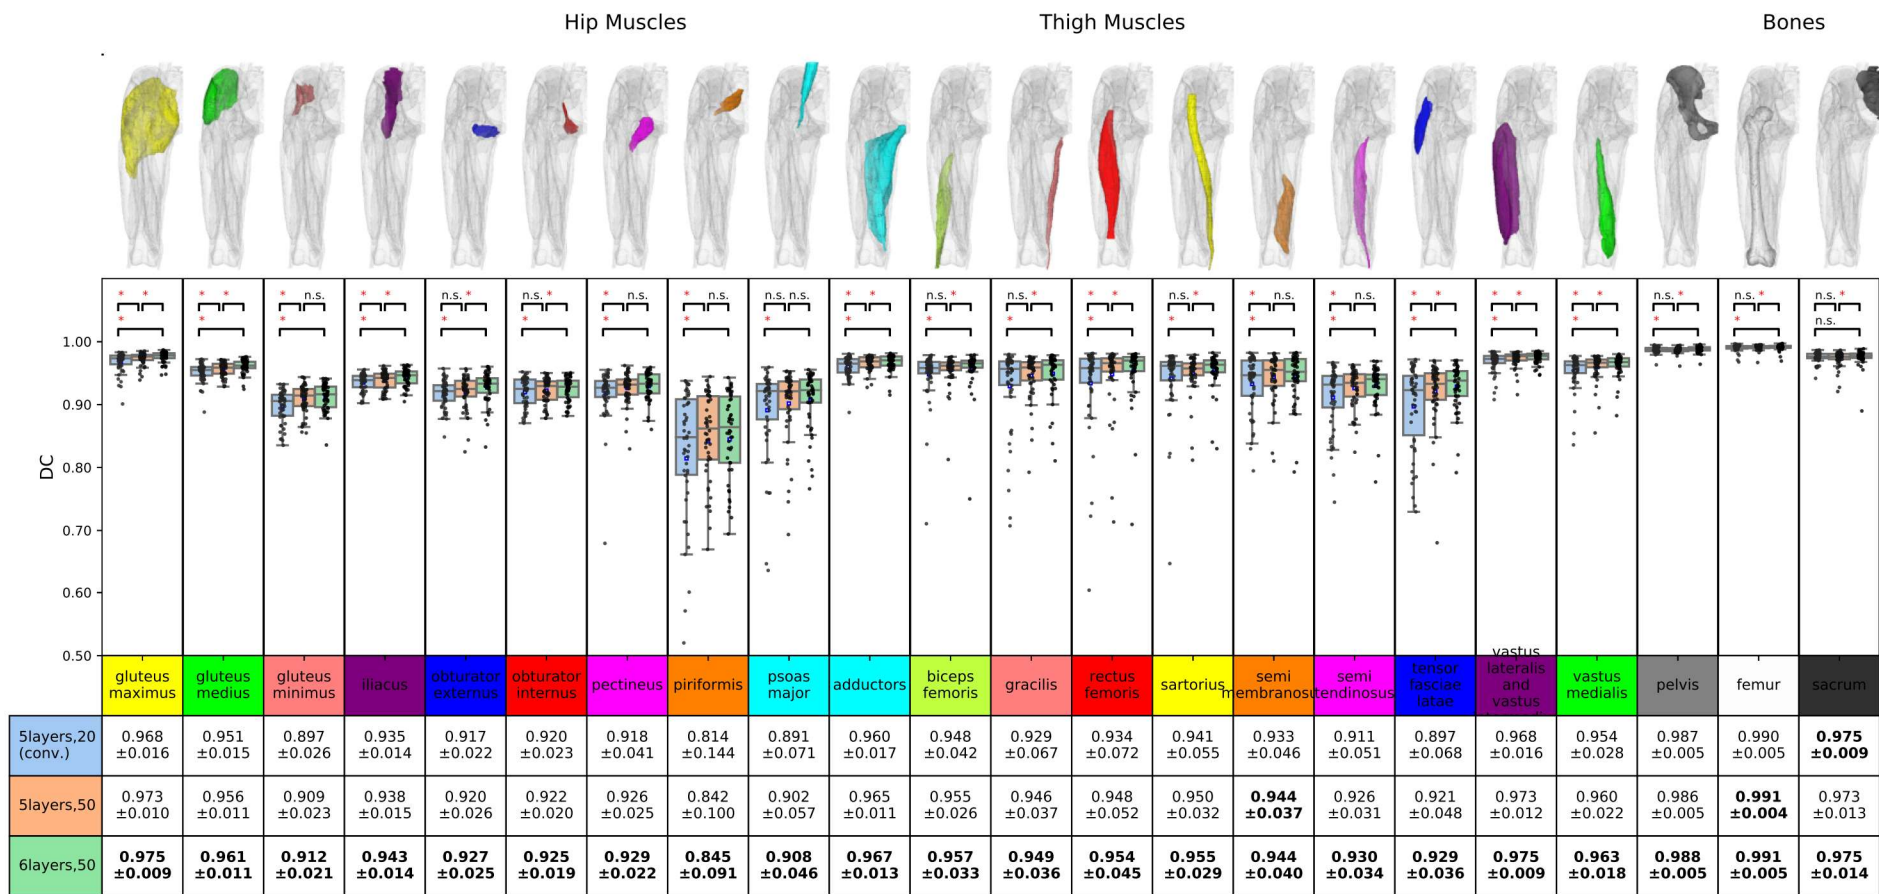 Hip Muscles
Thigh Muscles
Bones
* * * * * n.s. * * n.s. * n.s. * * n.s. * n.s. n.s. n.s. * * n.s. * n.s. * * * n.s. * * n.s. * n.s. * * * * * * n.s. * n.s. * n.s. *
* * * * * * * * * * * * * * * * * * * * * n.s.
DC
1.00
0.90
0.80
0.70
0.60
0.50
gluteus
maximus
gluteus
medius
gluteus
minimus
iliacus
obturator
externus
obturator
internus
pectineus
piriformis
psoas
major
adductors
biceps
femoris
gracilis
rectus
femoris
sartorius
semi
membranosu
semi
tendinosus
tensor
fasciae
latae
vastus
lateralis
and
vastus
vastus
medialis
pelvis
femur
sacrum
5layers,20 0.968 0.951 0.897 0.935 0.917 0.920 0.918 0.814 0.891 0.960 0.948 0.929 0.934 0.941 0.933 0.911 0.897 0.968 0.954 0.987 0.990 0.975
(conv.) ±0.016 ±0.015 ±0.026 ±0.014 ±0.022 ±0.023 ±0.041 ±0.144 ±0.071 ±0.017 ±0.042 ±0.067 ±0.072 ±0.055 ±0.046 ±0.051 ±0.068 ±0.016 ±0.028 ±0.005 ±0.005 ±0.009
5layers,50 0.973 0.956 0.909 0.938 0.920 0.922 0.926 0.842 0.902 0.965 0.955 0.946 0.948 0.950 0.944 0.926 0.921 0.973 0.960 0.986 0.991 0.973
±0.010 ±0.011 ±0.023 ±0.015 ±0.026 ±0.020 ±0.025 ±0.100 ±0.057 ±0.011 ±0.026 ±0.037 ±0.052 ±0.032 ±0.037 ±0.031 ±0.048 ±0.012 ±0.022 ±0.005 ±0.004 ±0.013
6layers,50 0.975 0.961 0.912 0.943 0.927 0.925 0.929 0.845 0.908 0.967 0.957 0.949 0.954 0.955 0.944 0.930 0.929 0.975 0.963 0.988 0.991 0.975
±0.009 ±0.011 ±0.021 ±0.014 ±0.025 ±0.019 ±0.022 ±0.091 ±0.046 ±0.013 ±0.033 ±0.036 ±0.045 ±0.029 ±0.040 ±0.034 ±0.036 ±0.009 ±0.018 ±0.005 ±0.005 ±0.014